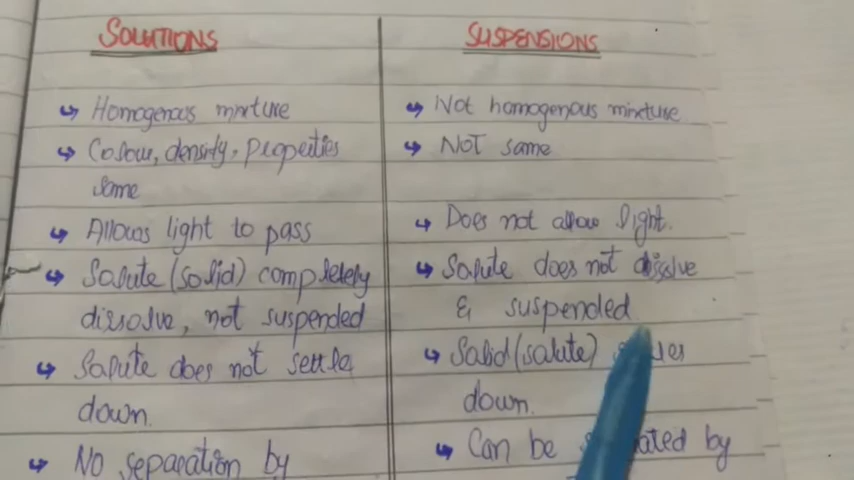 SOLUTIONS
Homogenous mixture
Colour, density, properties
same
Allows light to pass
Solute (solid) completely
dissolve, not suspended
Solute does not settle
down.
No separation by
SUSPENSIONS
Not homogenous mixture
Not same
Does not allow light.
Solute does not dissolve
& suspended
Solid (solute)
down.
Can be by